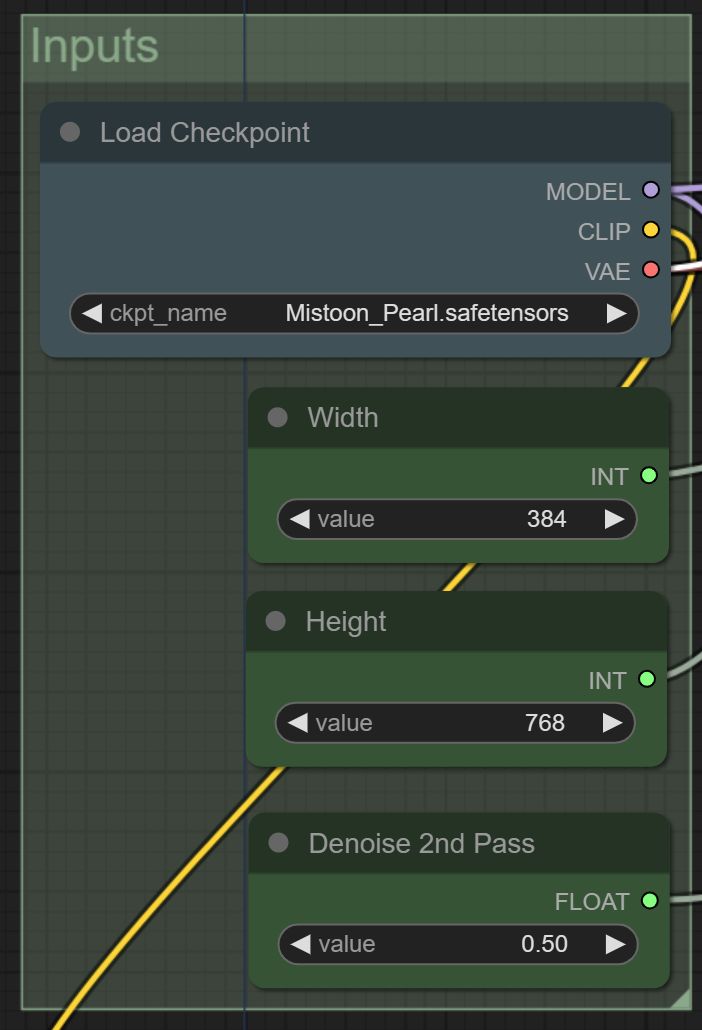 Inputs
Load Checkpoint
MODEL
CLIP
VAE
ckpt_name Mistoon_Pearl.safetensors
Width
INT
value 384
Height
INT
value 768
Denoise 2nd Pass
FLOAT
value 0.50